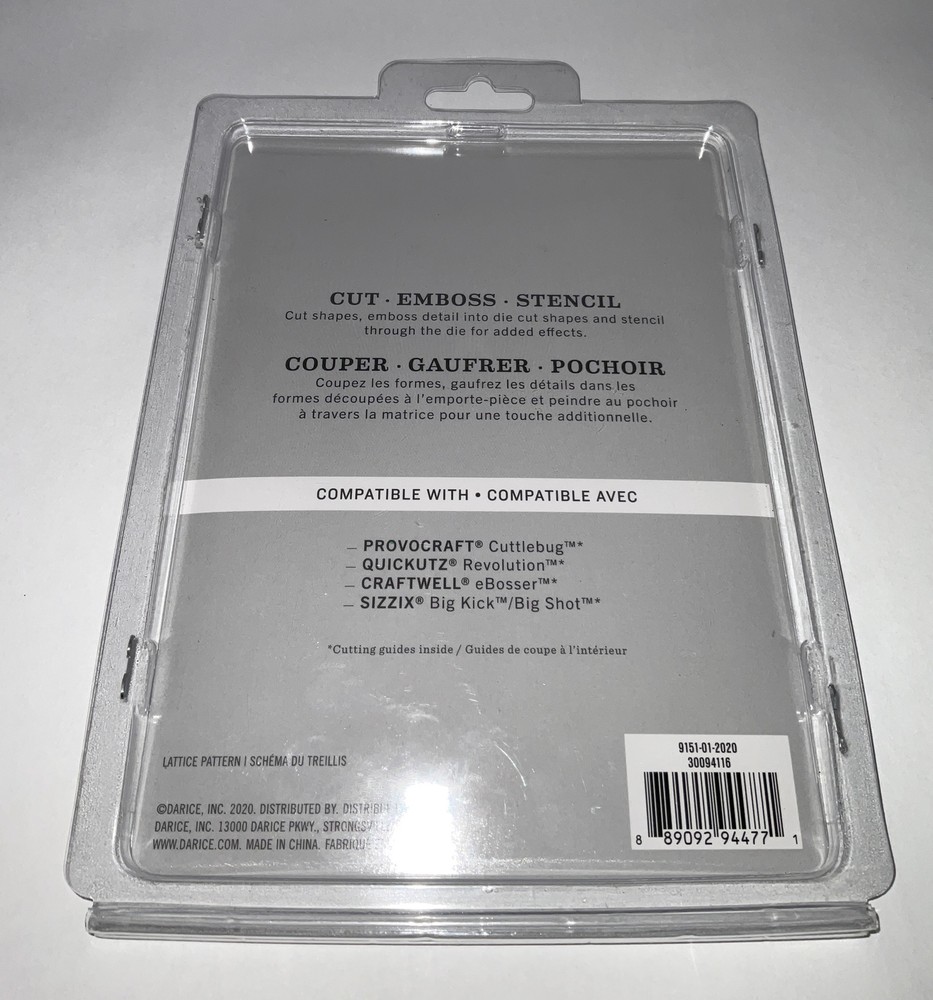 CUT · EMBOSS · STENCIL
Cut shapes, emboss detail into die cut shapes and stencil
through the die for added effects.
COUPER · GAUFRER · POCHOIR
Coupez les formes, gaufrez les détails dans les
formes découpées à l'emporte-pièce et peindre au pochoir
à travers la matrice pour une touche additionnelle.
COMPATIBLE WITH • COMPATIBLE AVEC
– PROVOCRAFT® Cuttlebug™*
– QUICKUTZ® Revolution™*
– CRAFTWELL® eBosser™*
– SIZZIX® Big Kick™/Big Shot™*
*Cutting guides inside / Guides de coupe à l'intérieur
LATTICE PATTERN | SCHÉMA DU TREILLIS
©DARICE, INC. 2020. DISTRIBUTED BY.
DARICE, INC. 13000 DARICE PKWY.,
WWW.DARICE.COM. MADE IN CHINA.
9151-01-2020
30094116
8 89092 94477 1